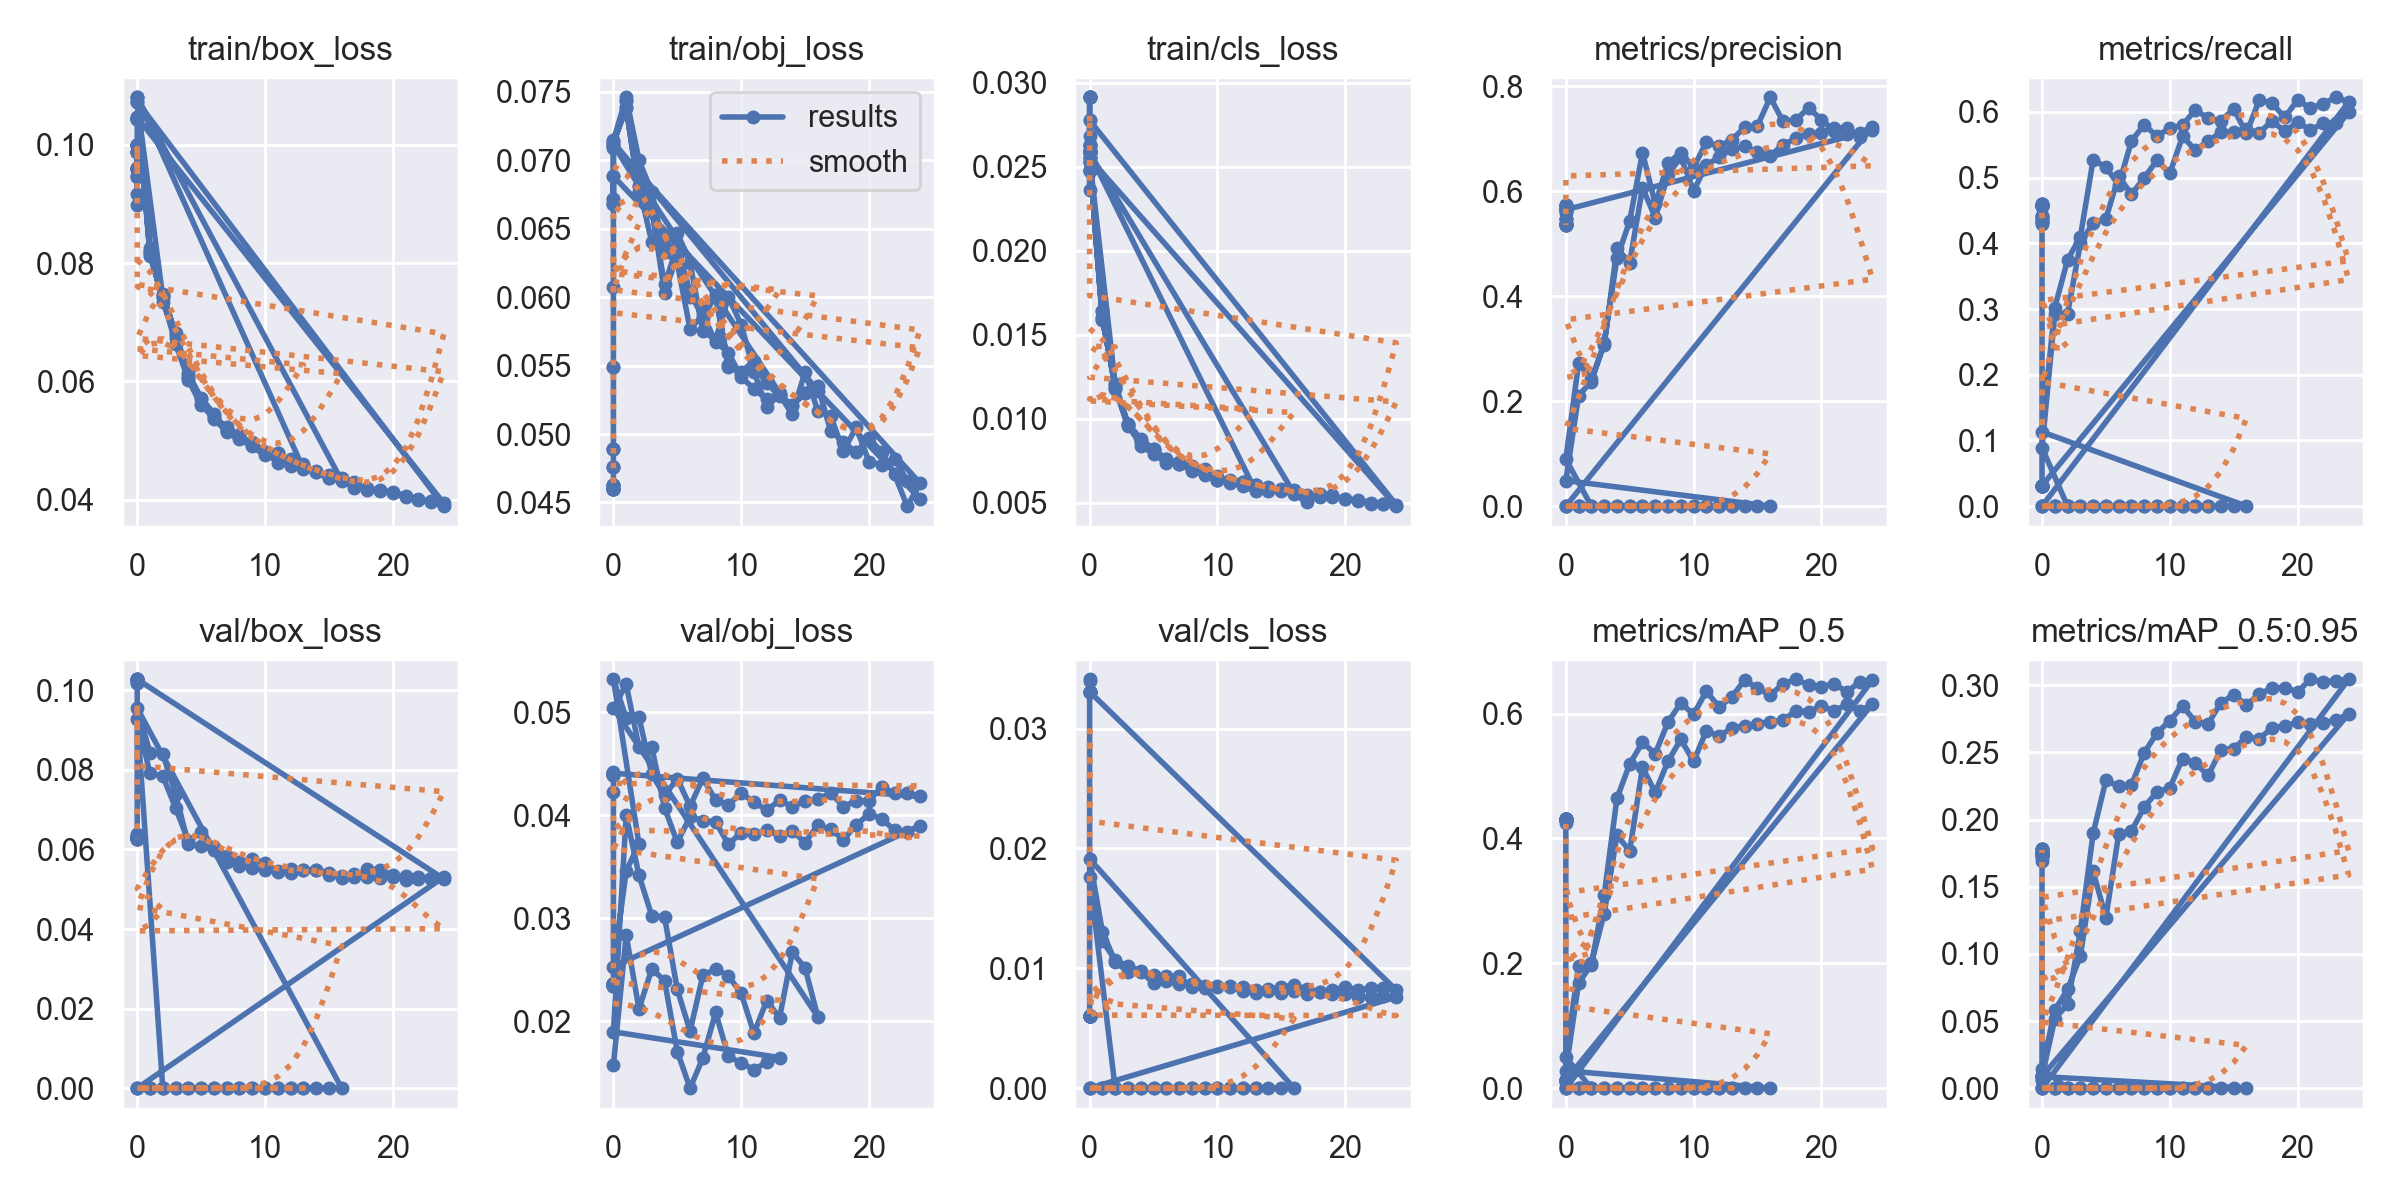 train/box_loss
0.10
0.08
0.06
0.04
0 10 20
train/obj_loss
results
smooth
0.075
0.070
0.065
0.060
0.055
0.050
0.045
0 10 20
train/cls_loss
0.030
0.025
0.020
0.015
0.010
0.005
0 10 20
metrics/precision
0.8
0.6
0.4
0.2
0.0
0 10 20
metrics/recall
0.6
0.5
0.4
0.3
0.2
0.1
0.0
0 10 20
val/box_loss
0.10
0.08
0.06
0.04
0.02
0.00
0 10 20
val/obj_loss
0.05
0.04
0.03
0.02
0 10 20
val/cls_loss
0.03
0.02
0.01
0.00
0 10 20
metrics/mAP_0.5
0.6
0.4
0.2
0.0
0 10 20
metrics/mAP_0.5:0.95
0.30
0.25
0.20
0.15
0.10
0.05
0.00
0 10 20